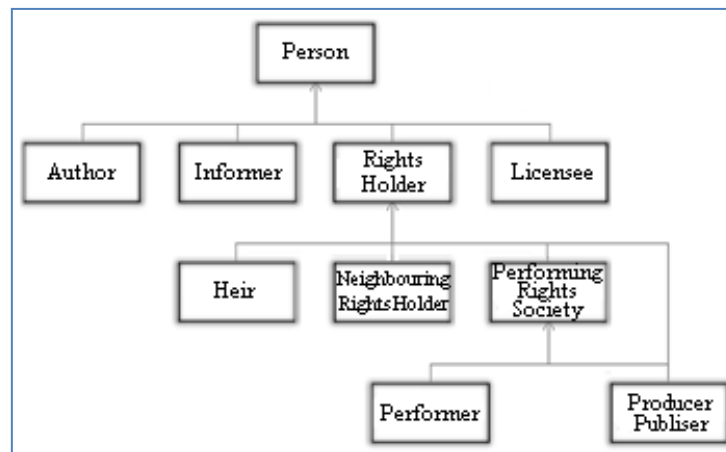 Person
Author
Informer
Rights
Holder
Licensee
Heir
Neighbouring
RightsHolder
Performing
Rights
Society
Performer
Producer
Publiser